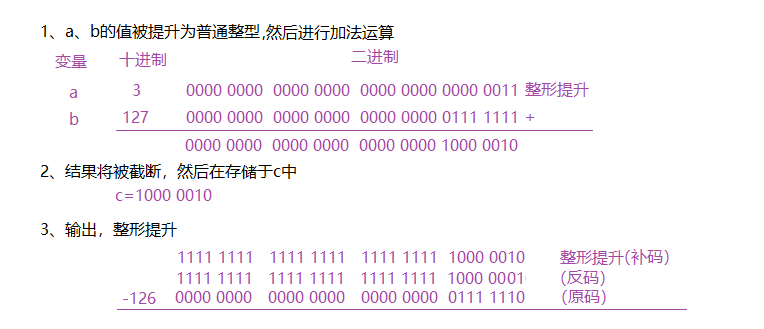 1、a、b的值被提升为普通整型,然后进行加法运算
变量 十进制 二进制
a 3 0000 0000 0000 0000 0000 0000 0000 0011 整形提升
b 127 0000 0000 0000 0000 0000 0000 0111 1111 +
0000 0000 0000 0000 0000 0000 1000 0010
2、结果将被截断，然后在存储于c中
c=1000 0010
3、输出，整形提升
1111 1111 1111 1111 1111 1111 1000 0010 整形提升(补码)
1111 1111 1111 1111 1111 1111 1000 0001 (反码)
-126 0000 0000 0000 0000 0000 0000 0111 1110 (原码)